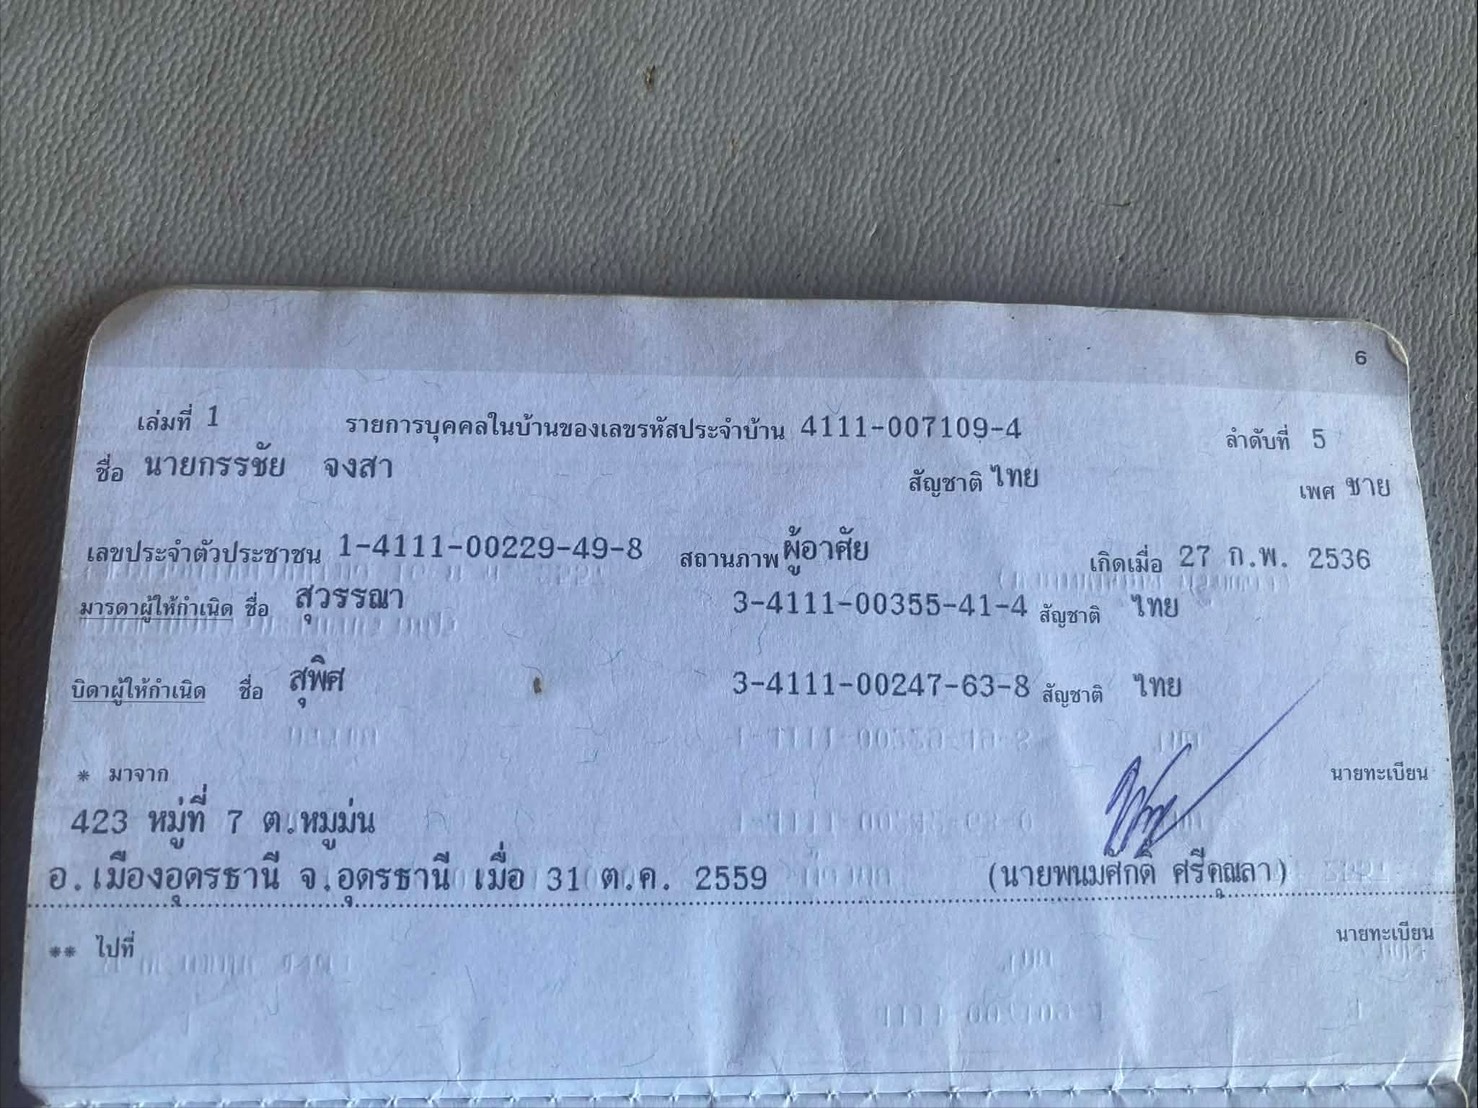 6
เล่มที่ 1 รายการบุคคลในบ้านของเลขรหัสประจำบ้าน 4111-007109-4 ลำดับที่ 5
ชื่อ นายกรรชัย จงสา สัญชาติ ไทย เพศ ชาย
เลขประจำตัวประชาชน 1-4111-00229-49-8 สถานภาพ ผู้อาศัย เกิดเมื่อ 27 ก.พ. 2536
มารดาผู้ให้กำเนิด ชื่อ สุวรรณา 3-4111-00355-41-4 สัญชาติ ไทย
บิดาผู้ให้กำเนิด ชื่อ สุพิศ 3-4111-00247-63-8 สัญชาติ ไทย
* มาจาก นายทะเบียน
423 หมู่ที่ 7 ต.หมูม่น
อ.เมืองอุดรธานี จ.อุดรธานี เมื่อ 31 ต.ค. 2559 (นายพนมศักดิ์ ศรีคุณลา)
** ไปที่ นายทะเบียน